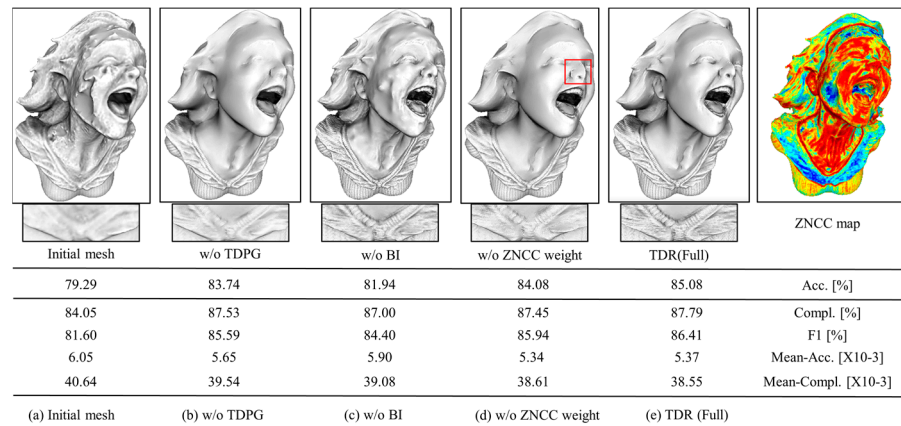 ZNCC map
Initial mesh w/o TDPG w/o BI w/o ZNCC weight TDR(Full)
79.29 83.74 81.94 84.08 85.08 Acc. [%]
84.05 87.53 87.00 87.45 87.79 Compl. [%]
81.60 85.59 84.40 85.94 86.41 F1 [%]
6.05 5.65 5.90 5.34 5.37 Mean-Acc. [X10-3]
40.64 39.54 39.08 38.61 38.55 Mean-Compl. [X10-3]
(a) Initial mesh (b) w/o TDPG (c) w/o BI (d) w/o ZNCC weight (e) TDR (Full)